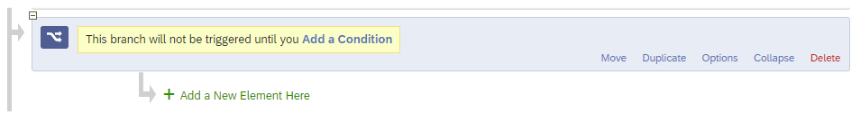 This branch will not be triggered until you Add a Condition
Move Duplicate Options Collapse Delete
+ Add a New Element Here